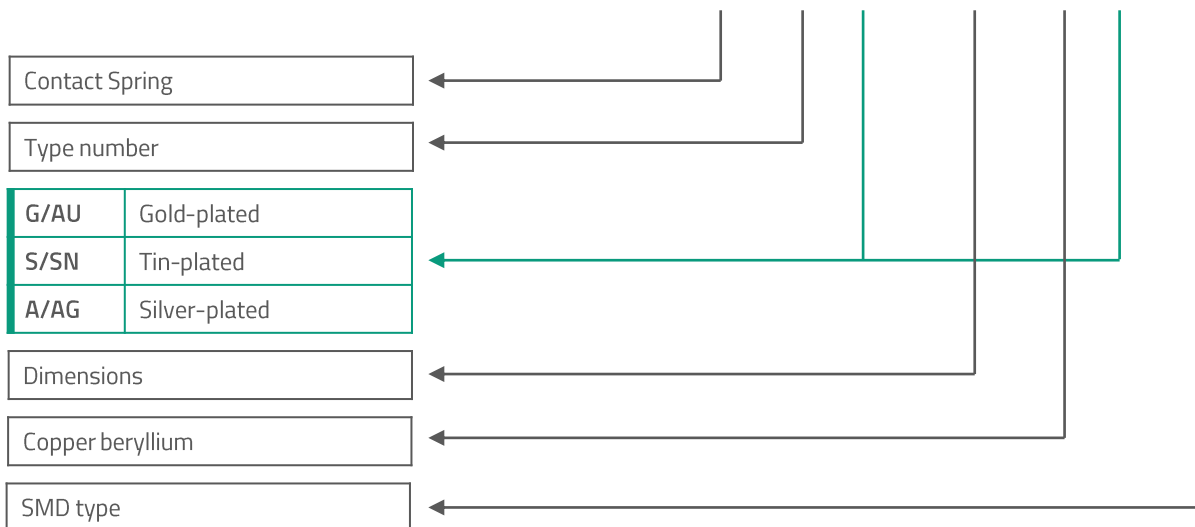 Contact Spring
Type number
G/AU Gold-plated
S/SN Tin-plated
A/AG Silver-plated
Dimensions
Copper beryllium
SMD type